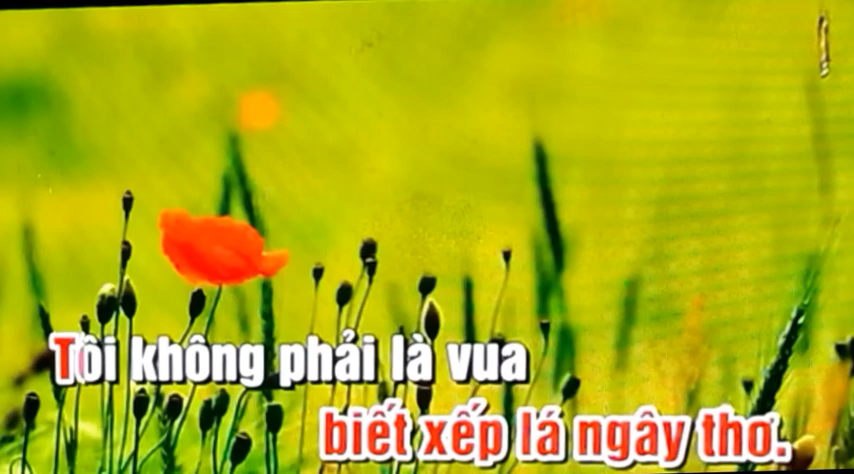 Tôi không phải là vua
biết xếp lá ngây thơ.